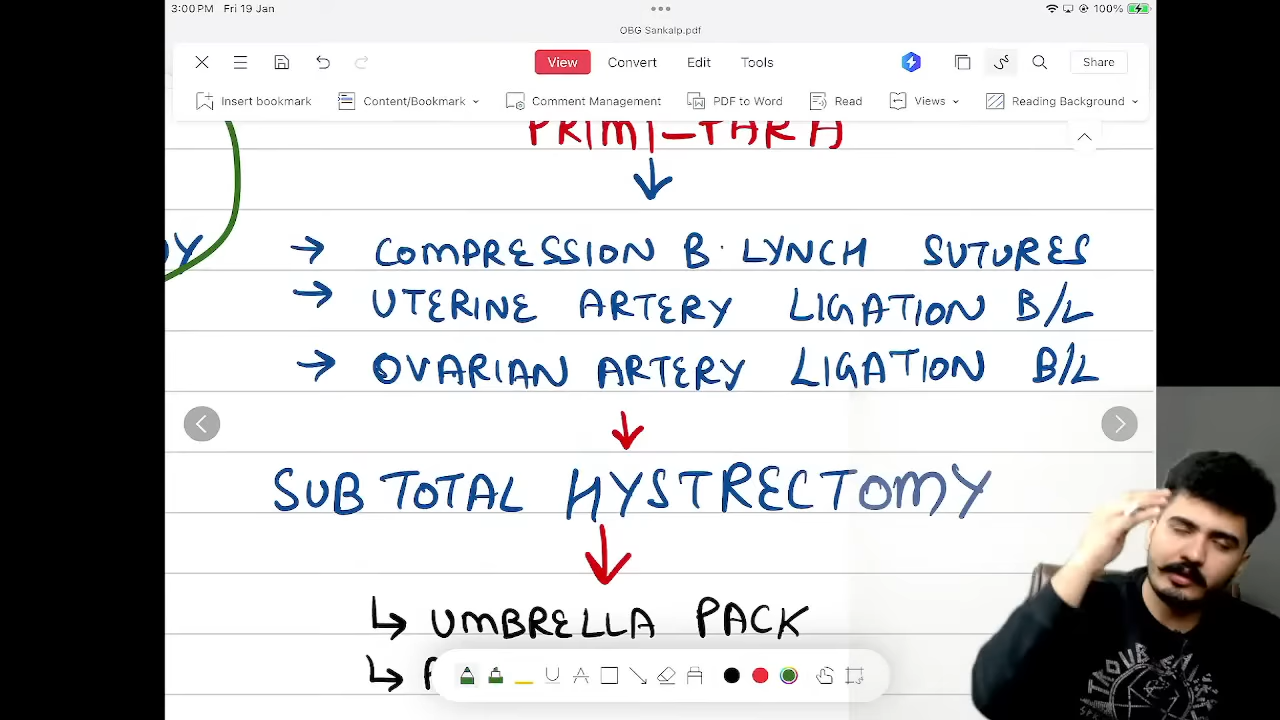 3:00 PM Fri 19 Jan
100%
OBG Sankalp.pdf
View Convert Edit Tools
Share
Insert bookmark Content/Bookmark Comment Management PDF to Word Read Views Reading Background
PRIMI-PARA
→ COMPRESSION B-LYNCH SUTURES
→ UTERINE ARTERY LIGATION B/L
→ OVARIAN ARTERY LIGATION B/L
SUBTOTAL HYSTRECTOMY
↳ UMBRELLA PACK